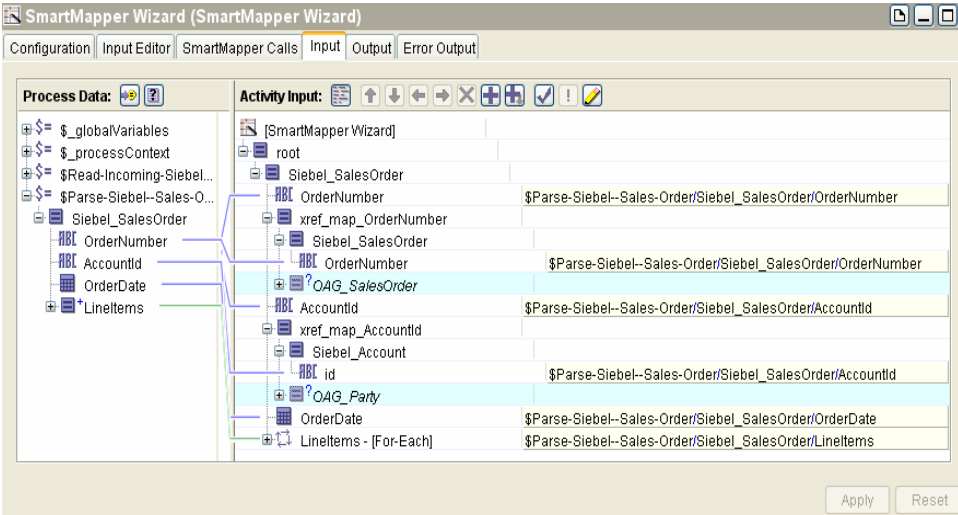 SmartMapper Wizard (SmartMapper Wizard)
Configuration Input Editor SmartMapper Calls Input Output Error Output
Process Data:
$_globalVariables
$_processContext
$Read-Incoming-Siebel...
$Parse-Siebel--Sales-O...
Siebel_SalesOrder
OrderNumber
AccountId
OrderDate
LineItems
Activity Input:
[SmartMapper Wizard]
root
Siebel_SalesOrder
OrderNumber $Parse-Siebel--Sales-Order/Siebel_SalesOrder/OrderNumber
xref_map_OrderNumber
Siebel_SalesOrder
OrderNumber $Parse-Siebel--Sales-Order/Siebel_SalesOrder/OrderNumber
OAG_SalesOrder
AccountId $Parse-Siebel--Sales-Order/Siebel_SalesOrder/AccountId
xref_map_AccountId
Siebel_Account
id $Parse-Siebel--Sales-Order/Siebel_SalesOrder/AccountId
OAG_Party
OrderDate $Parse-Siebel--Sales-Order/Siebel_SalesOrder/OrderDate
LineItems - [For-Each] $Parse-Siebel--Sales-Order/Siebel_SalesOrder/LineItems
Apply Reset